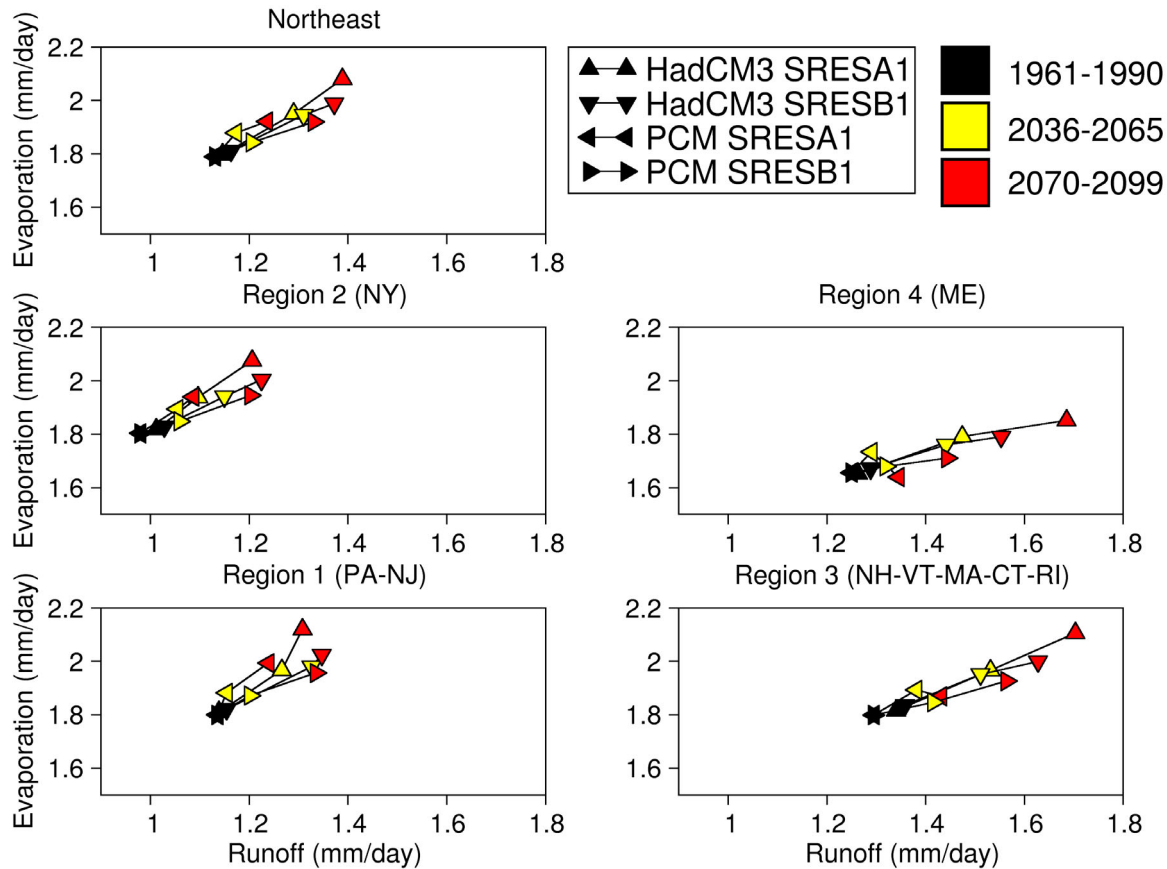 Northeast
Evaporation (mm/day)
2.2
2
1.8
1.6
1 1.2 1.4 1.6 1.8
HadCM3 SRESA1
HadCM3 SRESB1
PCM SRESA1
PCM SRESB1
1961-1990
2036-2065
2070-2099
Region 2 (NY)
Evaporation (mm/day)
2.2
2
1.8
1.6
1 1.2 1.4 1.6 1.8
Region 4 (ME)
2.2
2
1.8
1.6
1 1.2 1.4 1.6 1.8
Region 1 (PA-NJ)
Evaporation (mm/day)
2.2
2
1.8
1.6
1 1.2 1.4 1.6 1.8
Runoff (mm/day)
Region 3 (NH-VT-MA-CT-RI)
2.2
2
1.8
1.6
1 1.2 1.4 1.6 1.8
Runoff (mm/day)